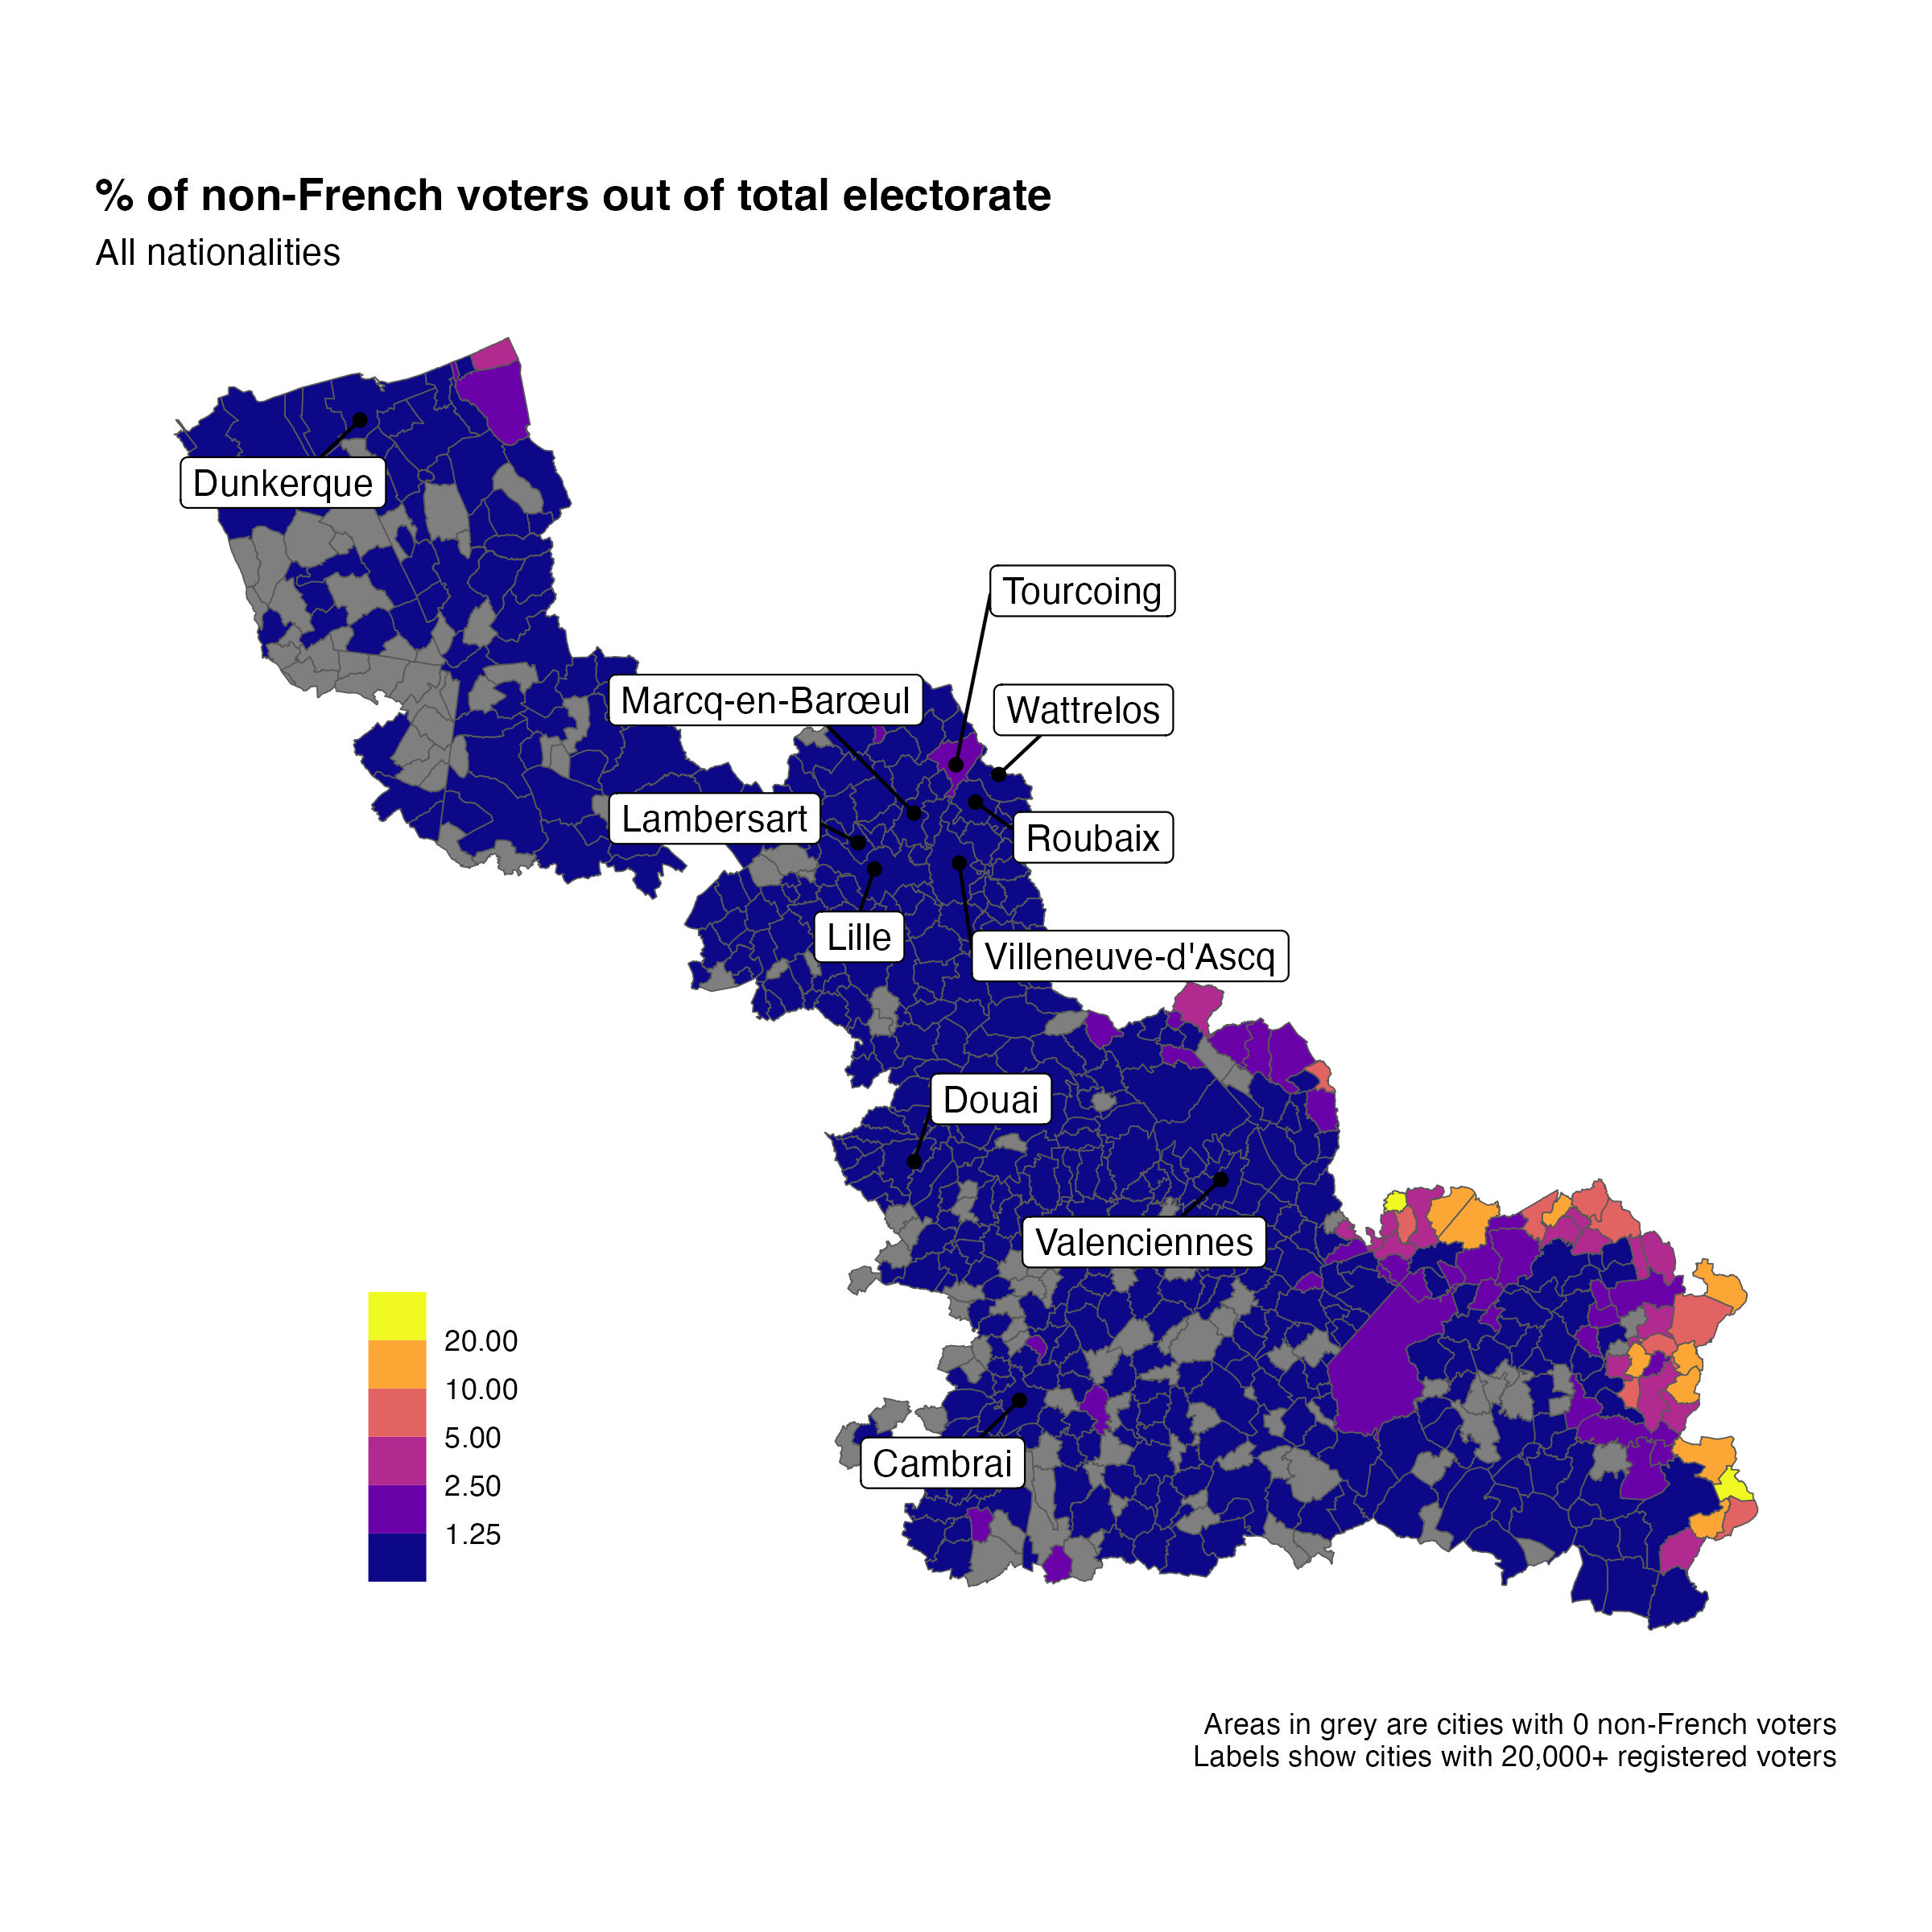 % of non-French voters out of total electorate
All nationalities
Dunkerque
Tourcoing
Marcq-en-Barœul
Wattrelos
Lambersart
Roubaix
Lille
Villeneuve-d'Ascq
Douai
Valenciennes
Cambrai
20.00
10.00
5.00
2.50
1.25
Areas in grey are cities with 0 non-French voters
Labels show cities with 20,000+ registered voters